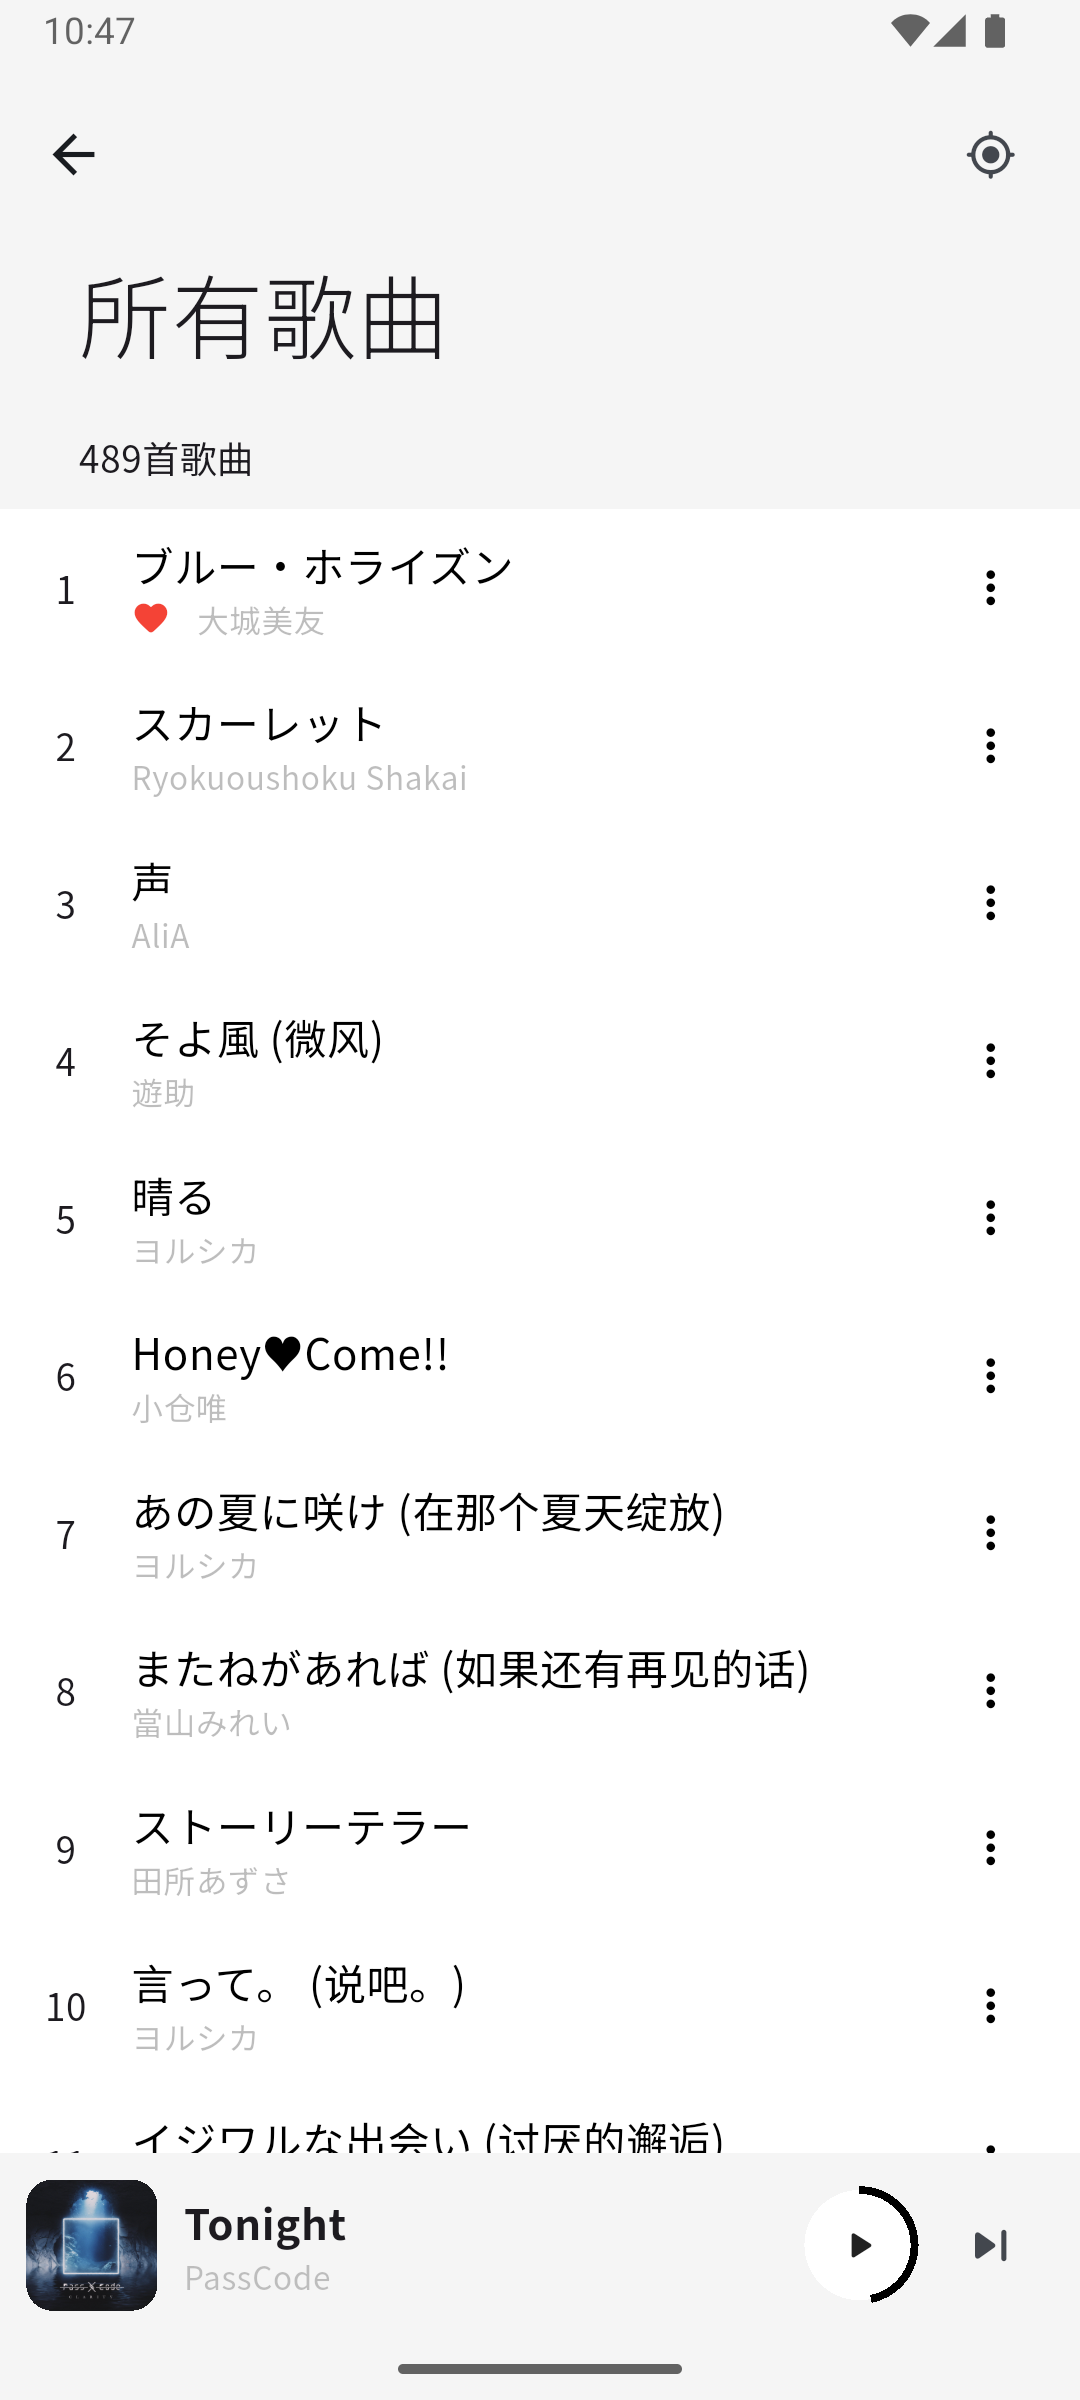 10:47
所有歌曲
489首歌曲
1
ブルー・ホライズン
大城美友
2
スカーレット
Ryokuoushoku Shakai
3
声
AliA
4
そよ風 (微风)
遊助
5
晴る
ヨルシカ
6
Honey♥Come!!
小仓唯
7
あの夏に咲け (在那个夏天绽放)
ヨルシカ
8
またねがあれば (如果还有再见的话)
當山みれい
9
ストーリーテラー
田所あずさ
10
言って。 (说吧。)
ヨルシカ
11
イジワルな出会い (讨厌的邂逅)
Pass X Code
CLARITY
Tonight
PassCode